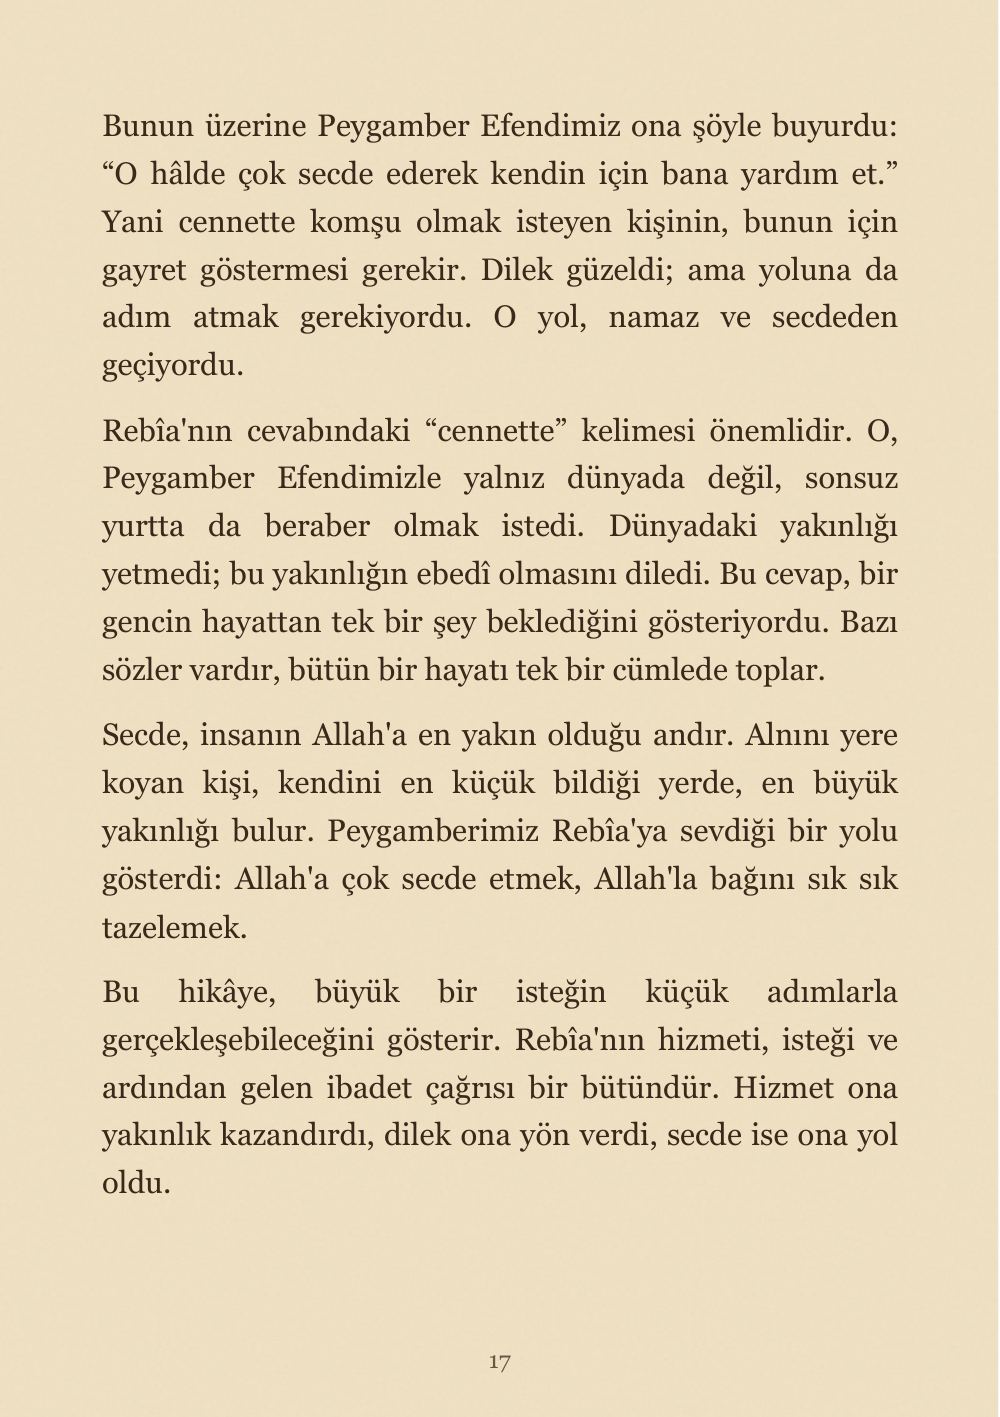 Bunun üzerine Peygamber Efendimiz ona şöyle buyurdu:
“O hâlde çok secde ederek kendin için bana yardım et.”
Yani cennette komşu olmak isteyen kişinin, bunun için
gayret göstermesi gerekir. Dilek güzeldi; ama yoluna da
adım atmak gerekiyordu. O yol, namaz ve secdeden
geçiyordu.
Rebîa'nın cevabındaki “cennette” kelimesi önemlidir. O,
Peygamber Efendimizle yalnız dünyada değil, sonsuz
yurtta da beraber olmak istedi. Dünyadaki yakınlığı
yetmedi; bu yakınlığın ebedî olmasını diledi. Bu cevap, bir
gencin hayattan tek bir şey beklediğini gösteriyordu. Bazı
sözler vardır, bütün bir hayatı tek bir cümlede toplar.
Secde, insanın Allah'a en yakın olduğu andır. Alnını yere
koyan kişi, kendini en küçük bildiği yerde, en büyük
yakınlığı bulur. Peygamberimiz Rebîa'ya sevdiği bir yolu
gösterdi: Allah'a çok secde etmek, Allah'la bağını sık sık
tazelemek.
Bu hikâye, büyük bir isteğin küçük adımlarla
gerçekleşebileceğini gösterir. Rebîa'nın hizmeti, isteği ve
ardından gelen ibadet çağrısı bir bütündür. Hizmet ona
yakınlık kazandırdı, dilek ona yön verdi, secde ise ona yol
oldu.
17